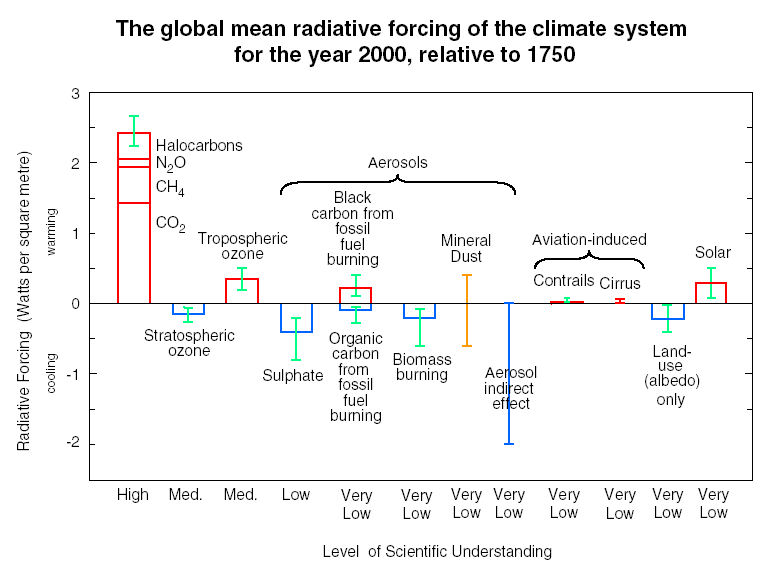 The global mean radiative forcing of the climate system
for the year 2000, relative to 1750
Radiative Forcing (Watts per square metre)
warming
cooling
3
2
1
0
-1
-2
Halocarbons
N2O
CH4
CO2
Stratospheric
ozone
Tropospheric
ozone
Aerosols
Sulphate
Black
carbon from
fossil
fuel
burning
Organic
carbon
from
fossil
fuel
burning
Biomass
burning
Mineral
Dust
Aerosol
indirect
effect
Aviation-induced
Contrails
Cirrus
Land-
use
(albedo)
only
Solar
High
Med.
Med.
Low
Very
Low
Very
Low
Very
Low
Very
Low
Very
Low
Very
Low
Very
Low
Very
Low
Level of Scientific Understanding